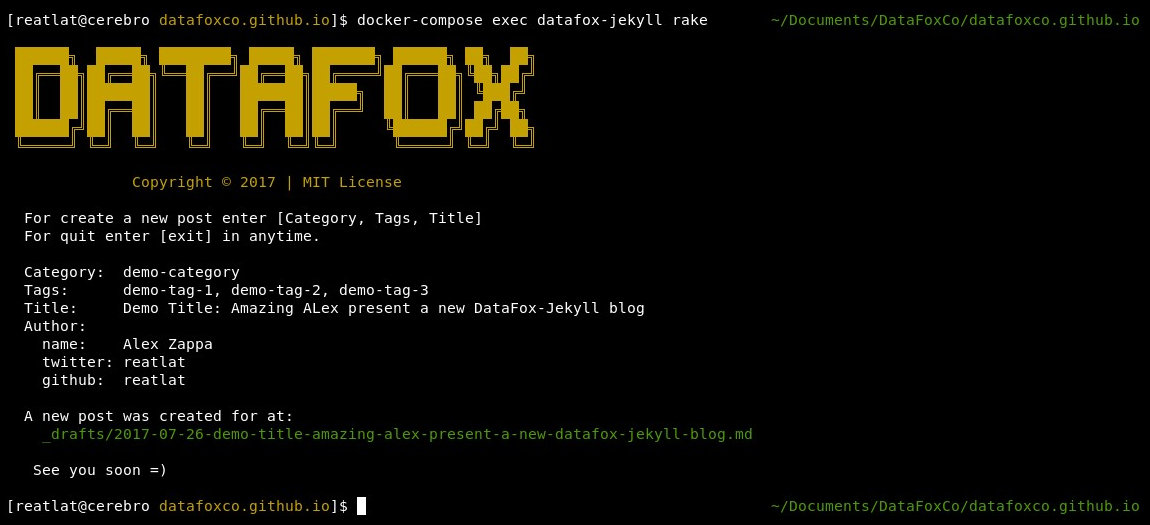 [reatlat@cerebro datafoxco.github.io]$ docker-compose exec datafox-jekyll rake ~/Documents/DataFoxCo/datafoxco.github.io
DATAFOX
Copyright © 2017 | MIT License
For create a new post enter [Category, Tags, Title]
For quit enter [exit] in anytime.
Category: demo-category
Tags: demo-tag-1, demo-tag-2, demo-tag-3
Title: Demo Title: Amazing ALex present a new DataFox-Jekyll blog
Author:
name: Alex Zappa
twitter: reatlat
github: reatlat
A new post was created for at:
_drafts/2017-07-26-demo-title-amazing-alex-present-a-new-datafox-jekyll-blog.md
See you soon =)
[reatlat@cerebro datafoxco.github.io]$ ~/Documents/DataFoxCo/datafoxco.github.io